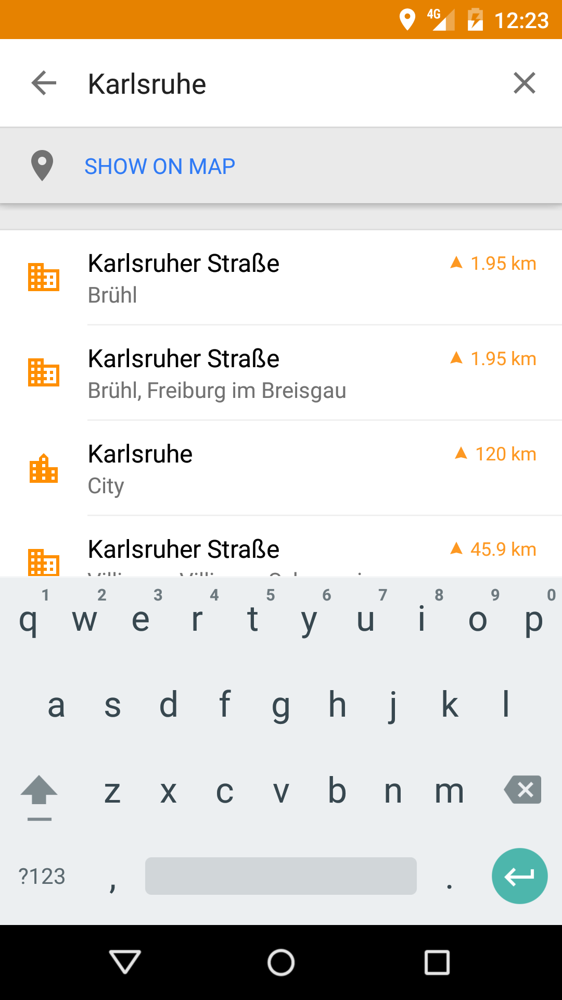 4G 12:23
Karlsruhe
SHOW ON MAP
Karlsruher Straße 1.95 km
Brühl
Karlsruher Straße 1.95 km
Brühl, Freiburg im Breisgau
Karlsruhe 120 km
City
Karlsruher Straße 45.9 km
1 2 3 4 5 6 7 8 9 0
q w e r t y u i o p
a s d f g h j k l
z x c v b n m
?123 , .